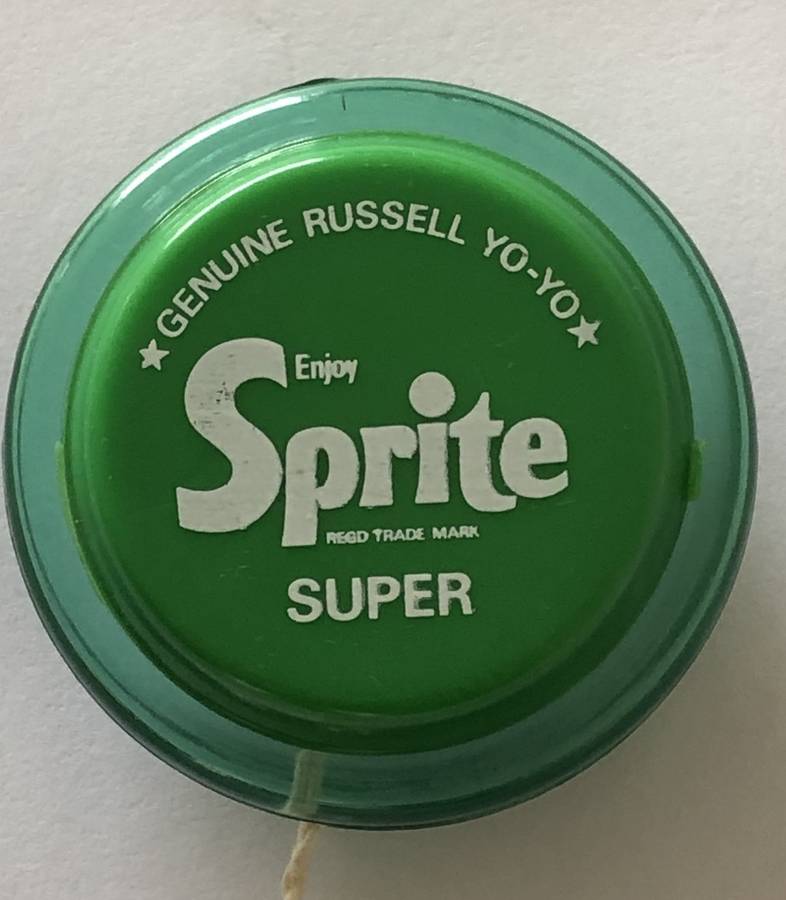 ★GENUINE RUSSELL YO-YO★
Enjoy
Sprite
REGD TRADE MARK
SUPER